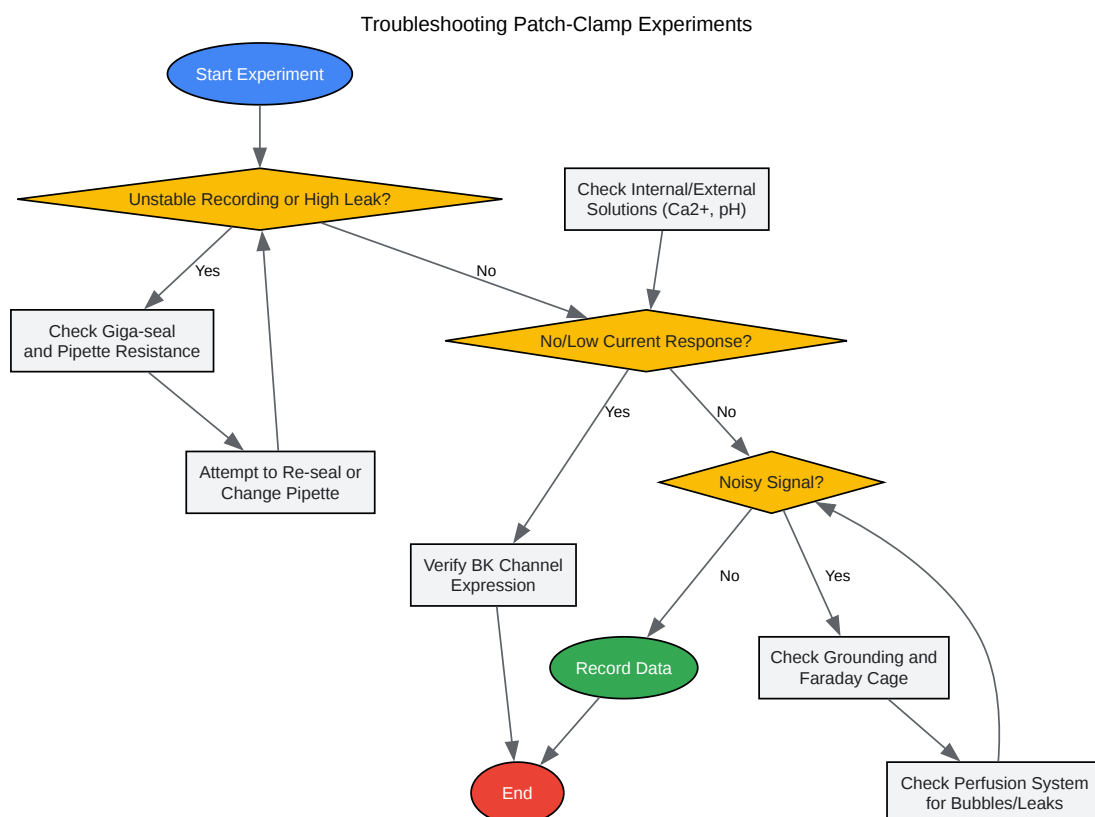 Troubleshooting Patch-Clamp Experiments
Start Experiment
Unstable Recording or High Leak?
Check Internal/External
Solutions (Ca2+, pH)
Yes
No
Check Giga-seal
and Pipette Resistance
No/Low Current Response?
Attempt to Re-seal or
Change Pipette
Yes
No
Noisy Signal?
Verify BK Channel
Expression
No
Yes
Record Data
Check Grounding and
Faraday Cage
End
Check Perfusion System
for Bubbles/Leaks